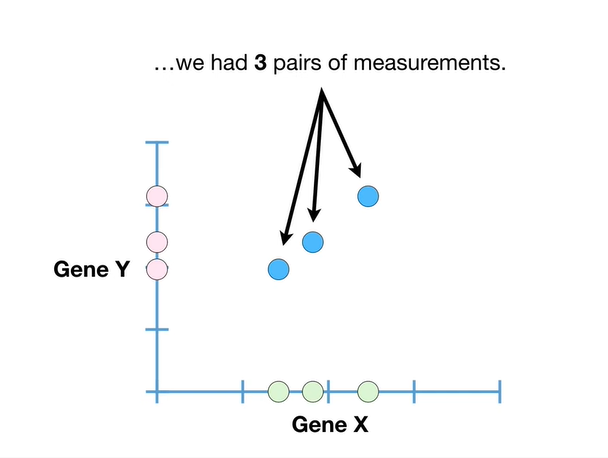 …we had 3 pairs of measurements.
Gene Y
Gene X